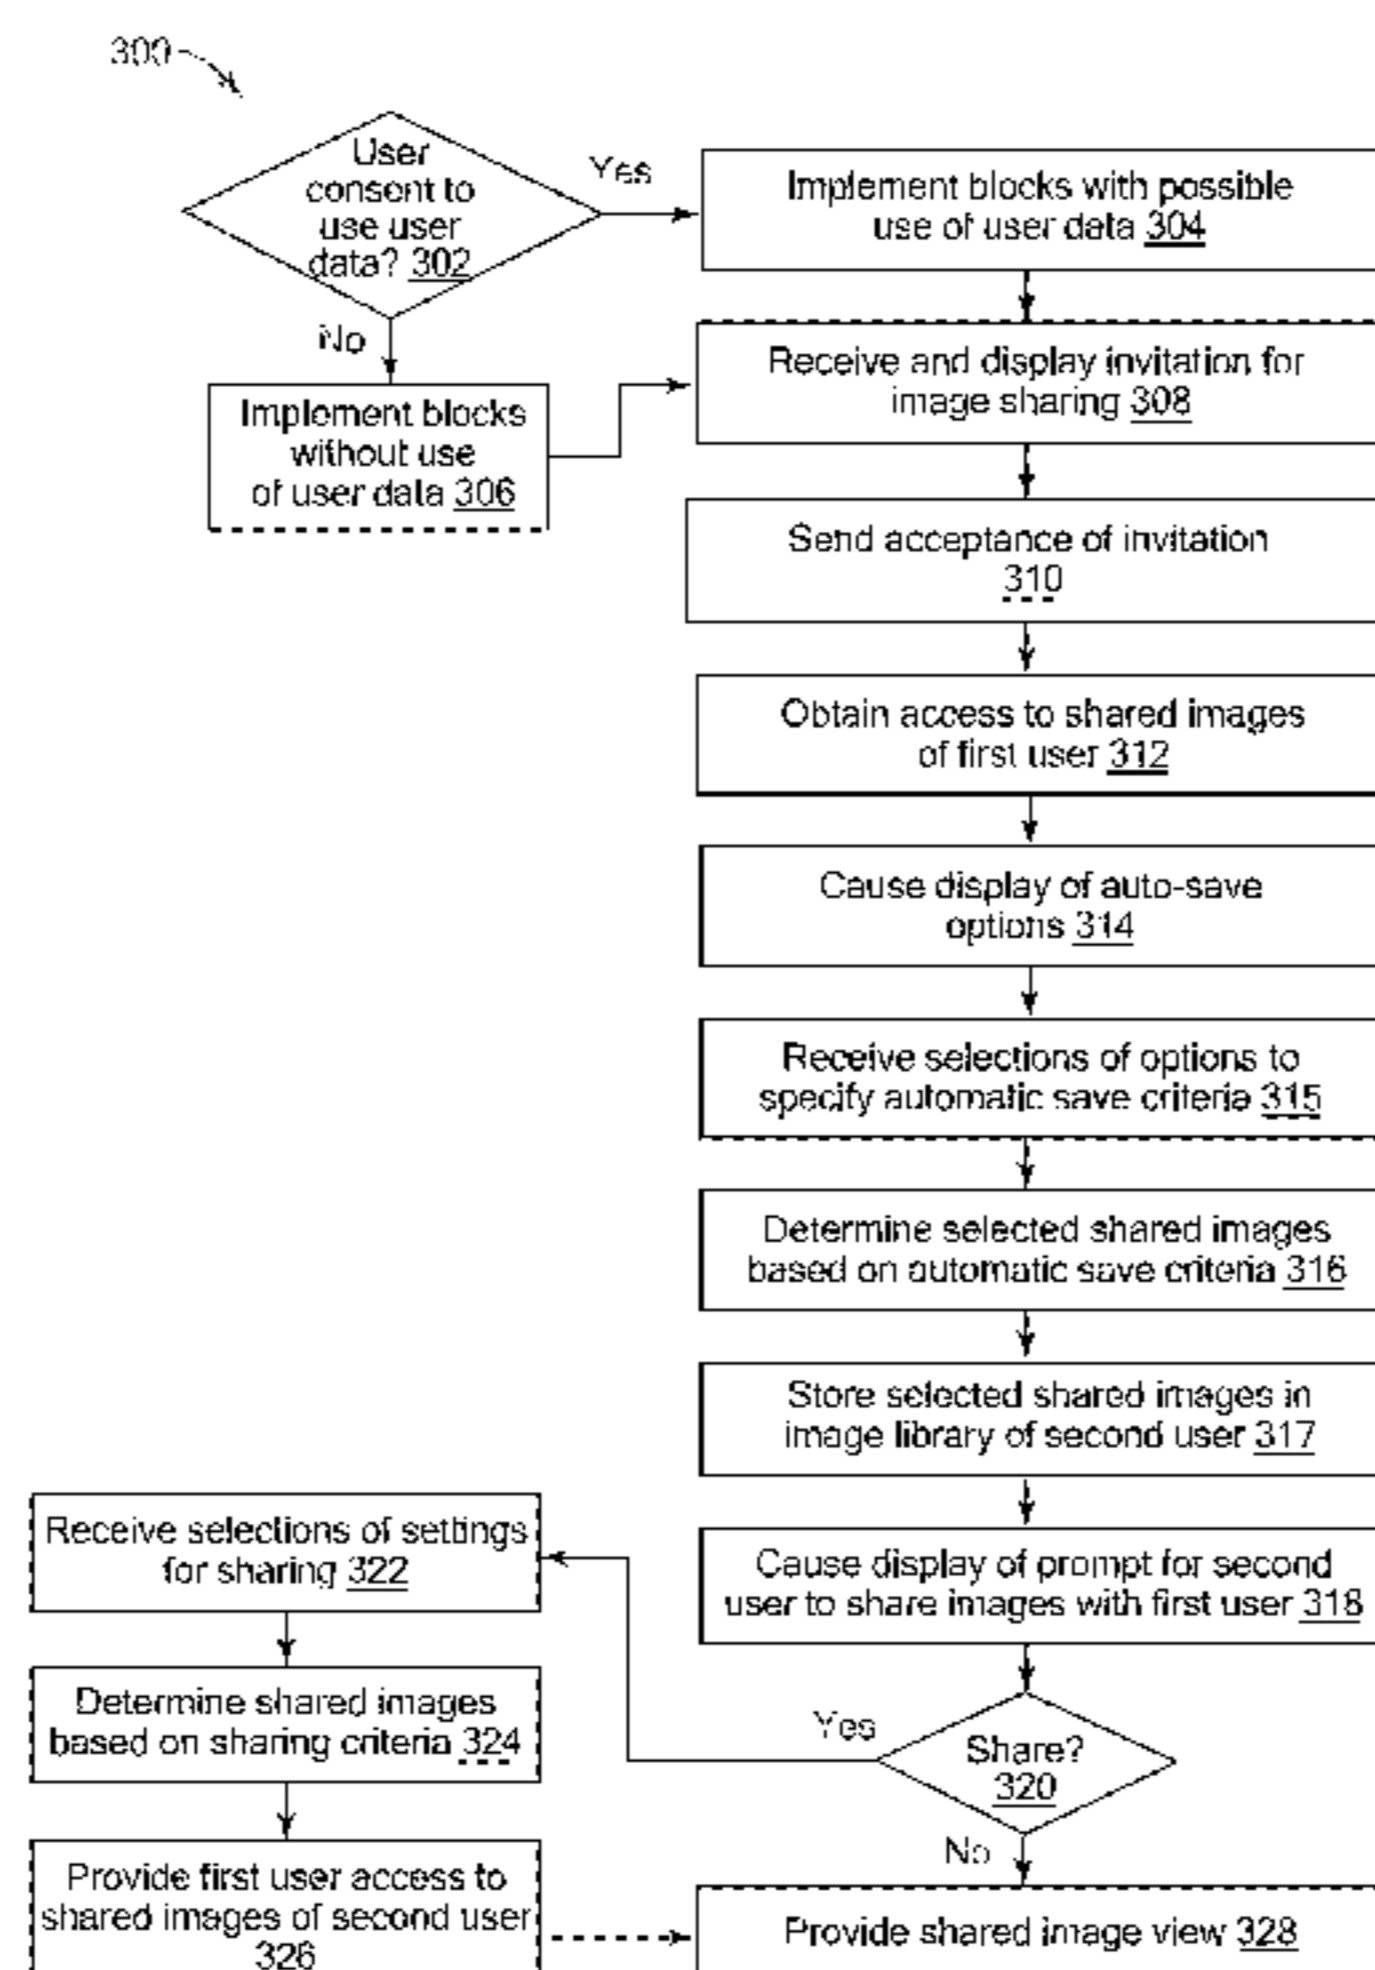 300
User
consent to
use user
data? 302
Yes
Implement blocks with possible
use of user data 304
No
Implement blocks
without use
of user data 306
Receive and display invitation for
image sharing 308
Send acceptance of invitation
310
Obtain access to shared images
of first user 312
Cause display of auto-save
options 314
Receive selections of options to
specify automatic save criteria 315
Determine selected shared images
based on automatic save criteria 316
Store selected shared images in
image library of second user 317
Cause display of prompt for second
user to share images with first user 318
Share?
320
Yes
No
Receive selections of settings
for sharing 322
Determine shared images
based on sharing criteria 324
Provide first user access to
shared images of second user
326
Provide shared image view 328